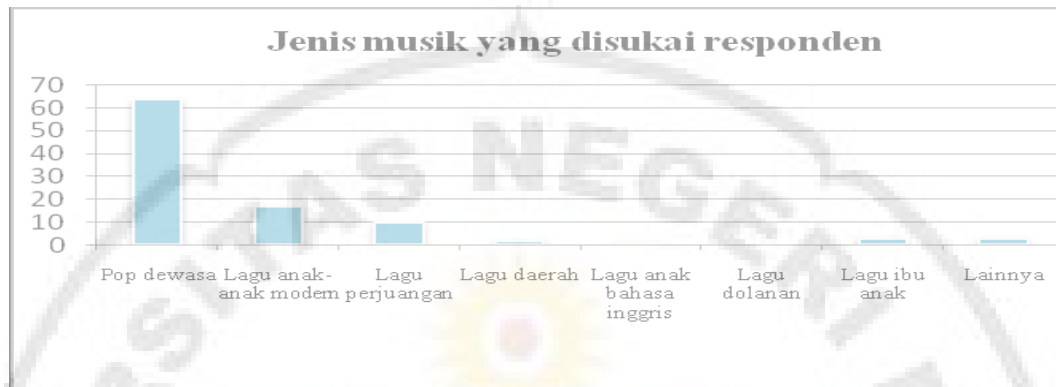 Jenis musik yang disukai responden
70
60
50
40
30
20
10
0
Pop dewasa
Lagu anak-
anak modern
Lagu
perjuangan
Lagu daerah
Lagu anak
bahasa
inggris
Lagu
dolanan
Lagu ibu
anak
Lainnya
NEGERI